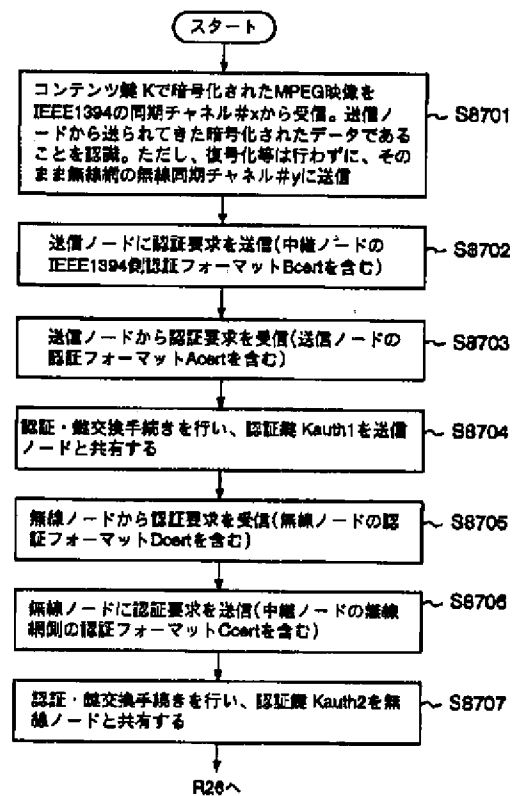 スタート
コンテンツ鍵 Kで暗号化されたMPEG映像を
IEEE1394の同期チャネル#xから受信。送信ノ
ードから送られてきた暗号化されたデータである
ことを認識。ただし、復号化等は行わずに、その
まま無線網の無線同期チャネル#yに送信
S8701
送信ノードに認証要求を送信(中継ノードの
IEEE1394側認証フォーマットBcertを含む)
S8702
送信ノードから認証要求を受信(送信ノードの
認証フォーマットAcertを含む)
S8703
認証・鍵交換手続きを行い、認証鍵 Kauth1を送信
ノードと共有する
S8704
無線ノードから認証要求を受信(無線ノードの認
証フォーマットDcertを含む)
S8705
無線ノードに認証要求を送信(中継ノードの無線
網側の認証フォーマットCcertを含む)
S8706
認証・鍵交換手続きを行い、認証鍵 Kauth2を無
線ノードと共有する
S8707
R26へ